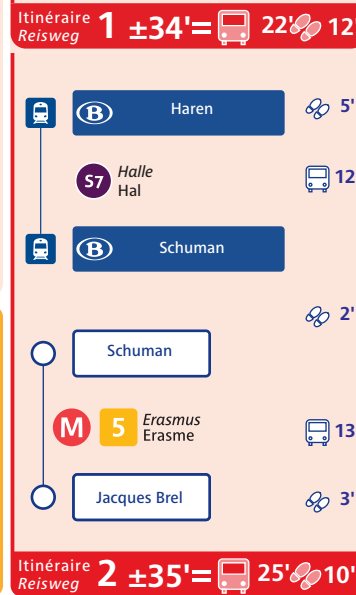 Itinéraire
Reisweg 1 ±34'= 22' 12'
B Haren 5'
S7 Halle
Hal 12
B Schuman
2'
Schuman
M 5 Erasmus
Erasme 13
Jacques Brel 3'
Itinéraire
Reisweg 2 ±35'= 25' 10'